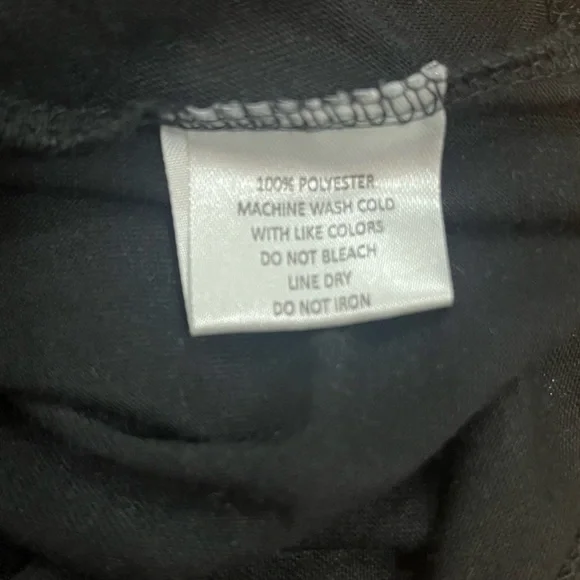 100% POLYESTER
MACHINE WASH COLD
WITH LIKE COLORS
DO NOT BLEACH
LINE DRY
DO NOT IRON